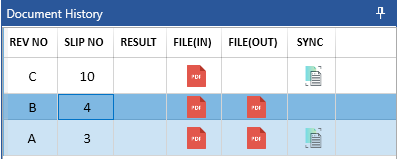 Document History
REV NO SLIP NO RESULT FILE(IN) FILE(OUT) SYNC
C 10 PDF
B 4 PDF PDF
A 3 PDF PDF